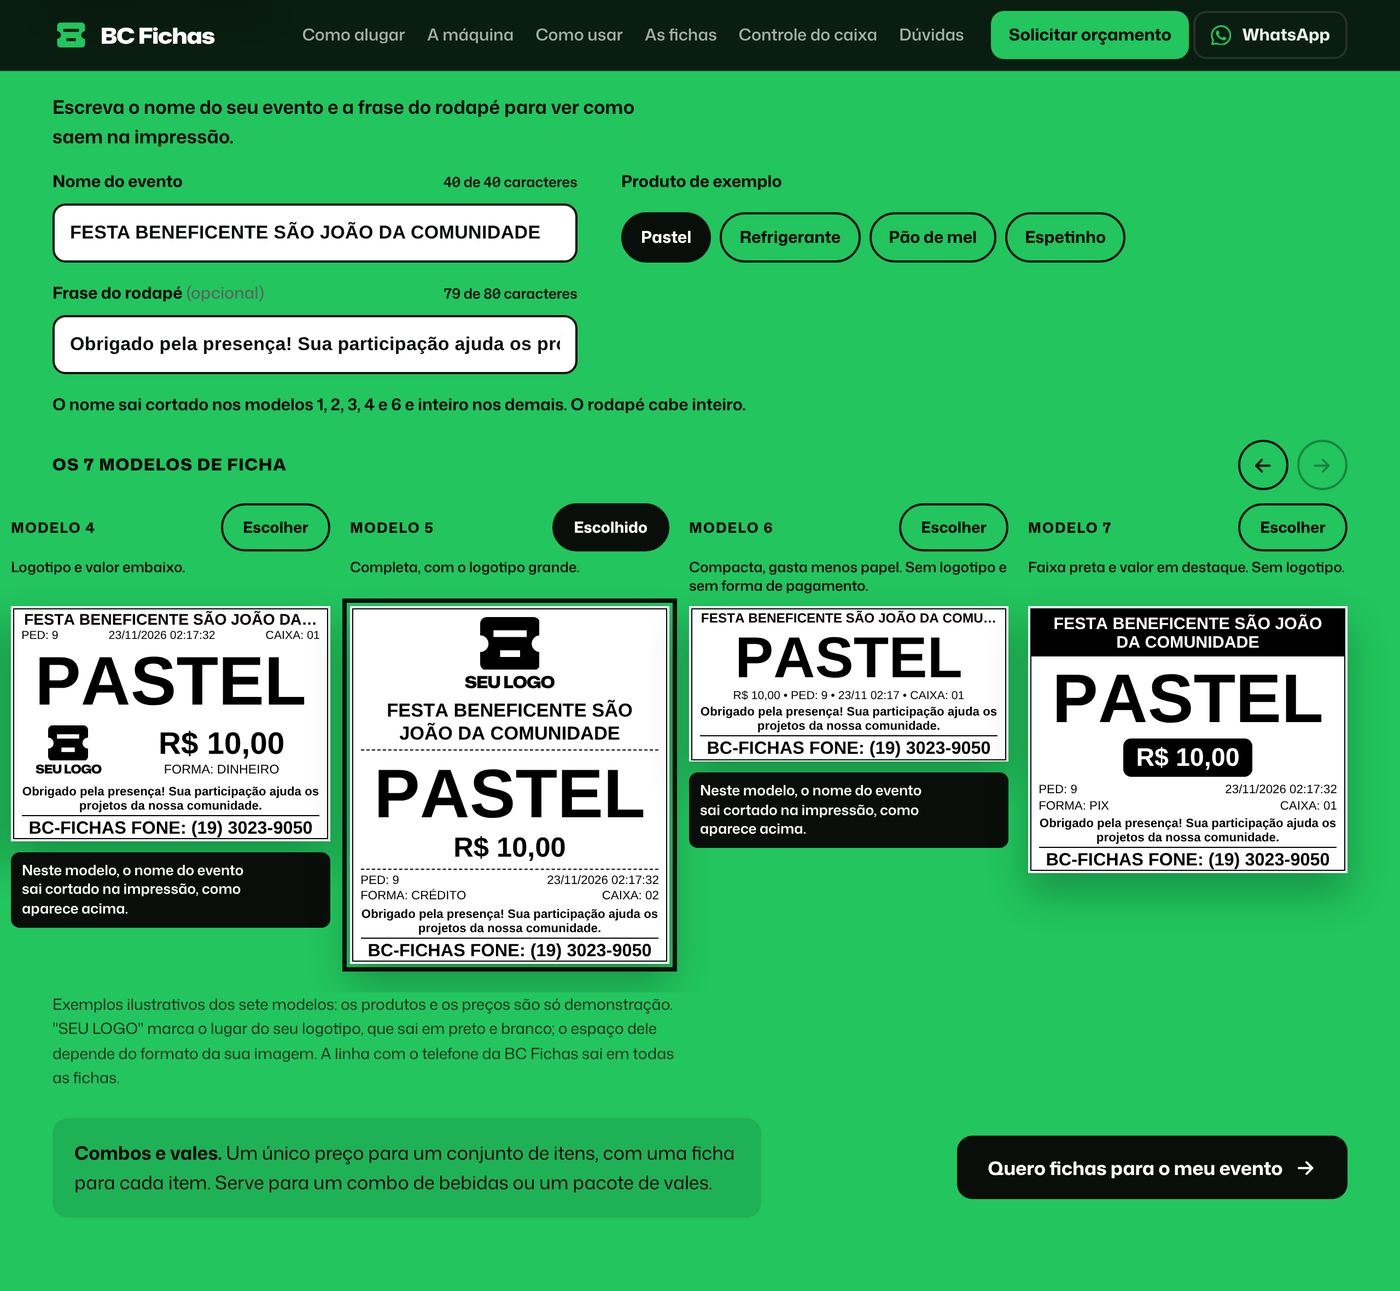 BC Fichas
Como alugar
A máquina
Como usar
As fichas
Controle do caixa
Dúvidas
Solicitar orçamento
WhatsApp
Escreva o nome do seu evento e a frase do rodapé para ver como
saem na impressão.
Nome do evento
40 de 40 caracteres
FESTA BENEFICENTE SÃO JOÃO DA COMUNIDADE
Produto de exemplo
Pastel
Refrigerante
Pão de mel
Espetinho
Frase do rodapé (opcional)
79 de 80 caracteres
Obrigado pela presença! Sua participação ajuda os
O nome sai cortado nos modelos 1, 2, 3, 4 e 6 e inteiro nos demais. O rodapé cabe inteiro.
OS 7 MODELOS DE FICHA
MODELO 4
Escolher
Logotipo e valor embaixo.
FESTA BENEFICENTE SÃO JOÃO DA...
PED: 9 23/11/2026 02:17:32 CAIXA: 01
PASTEL
SEU LOGO
R$ 10,00
FORMA: DINHEIRO
Obrigado pela presença! Sua participação ajuda os
projetos da nossa comunidade.
BC-FICHAS FONE: (19) 3023-9050
Neste modelo, o nome do evento
sai cortado na impressão, como
aparece acima.
MODELO 5
Escolhido
Completa, com o logotipo grande.
SEU LOGO
FESTA BENEFICENTE SÃO
JOÃO DA COMUNIDADE
PASTEL
R$ 10,00
PED: 9 23/11/2026 02:17:32
FORMA: CRÉDITO CAIXA: 02
Obrigado pela presença! Sua participação ajuda os
projetos da nossa comunidade.
BC-FICHAS FONE: (19) 3023-9050
MODELO 6
Escolher
Compacta, gasta menos papel. Sem logotipo e
sem forma de pagamento.
FESTA BENEFICENTE SÃO JOÃO DA COMU...
PASTEL
R$ 10,00 • PED: 9 • 23/11 02:17 • CAIXA: 01
Obrigado pela presença! Sua participação ajuda os
projetos da nossa comunidade.
BC-FICHAS FONE: (19) 3023-9050
Neste modelo, o nome do evento
sai cortado na impressão, como
aparece acima.
MODELO 7
Escolher
Faixa preta e valor em destaque. Sem logotipo.
FESTA BENEFICENTE SÃO JOÃO
DA COMUNIDADE
PASTEL
R$ 10,00
PED: 9 23/11/2026 02:17:32
FORMA: PIX CAIXA: 01
Obrigado pela presença! Sua participação ajuda os
projetos da nossa comunidade.
BC-FICHAS FONE: (19) 3023-9050
Exemplos ilustrativos dos sete modelos: os produtos e os preços são só demonstração.
"SEU LOGO" marca o lugar do seu logotipo, que sai em preto e branco; o espaço dele
depende do formato da sua imagem. A linha com o telefone da BC Fichas sai em todas
as fichas.
Combos e vales. Um único preço para um conjunto de itens, com uma ficha
para cada item. Serve para um combo de bebidas ou um pacote de vales.
Quero fichas para o meu evento